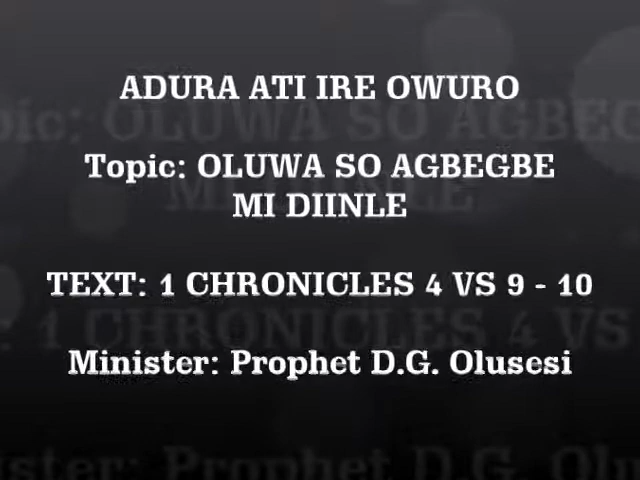 ADURA ATI IRE OWURO
Topic: OLUWA SO AGBEGBE
MI DIINLE
TEXT: 1 CHRONICLES 4 VS 9 - 10
Minister: Prophet D.G. Olusesi